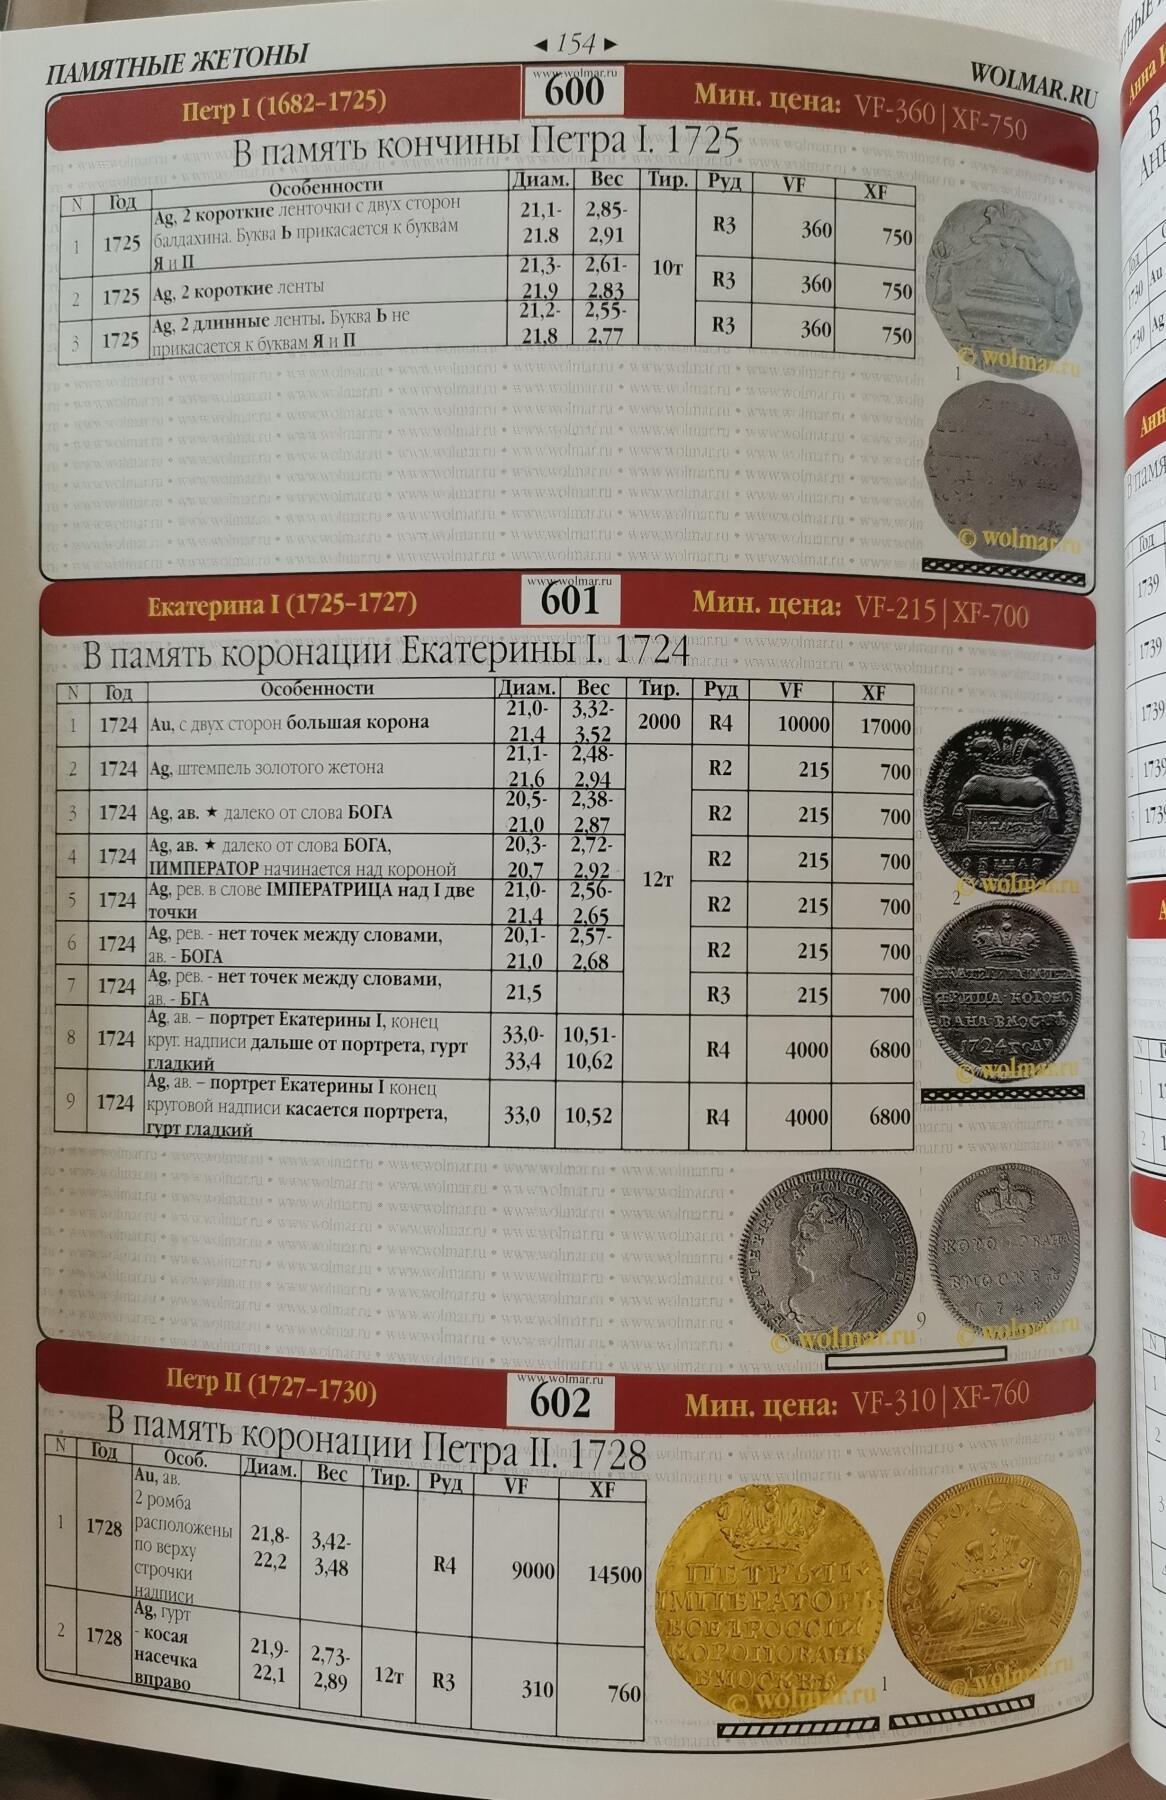 ПАМЯТНЫЕ ЖЕТОНЫ ◄ 154 ► WOLMAR.RU
www.wolmar.ru
Петр I (1682–1725) 600 Мин. цена: VF-360 | XF-750
В память кончины Петра I. 1725
N Год Особенности Диам. Вес Тир. Руд VF XF
1 1725 Ag, 2 короткие ленточки с двух сторон балдахина. Буква Ь прикасается к буквам Я и П 21,1-21.8 2,85-2,91 10т R3 360 750
2 1725 Ag, 2 короткие ленты 21,3-21,9 2,61-2,83 R3 360 750
3 1725 Ag, 2 длинные ленты. Буква Ь не прикасается к буквам Я и П 21,2-21,8 2,55-2,77 R3 360 750
© wolmar.ru
1
© wolmar.ru
www.wolmar.ru
Екатерина I (1725–1727) 601 Мин. цена: VF-215 | XF-700
В память коронации Екатерины I. 1724
N Год Особенности Диам. Вес Тир. Руд VF XF
1 1724 Au, с двух сторон большая корона 21,0-21,4 3,32-3,52 2000 R4 10000 17000
2 1724 Ag, штемпель золотого жетона 21,1-21,6 2,48-2,94 12т R2 215 700
3 1724 Ag, ав. ★ далеко от слова БОГА 20,5-21,0 2,38-2,87 R2 215 700
4 1724 Ag, ав. ★ далеко от слова БОГА, IИМПЕРАТОР начинается над короной 20,3-20,7 2,72-2,92 R2 215 700
5 1724 Ag, рев. в слове IМПЕРАТРИЦА над I две точки 21,0-21,4 2,56-2,65 R2 215 700
6 1724 Ag, рев. - нет точек между словами, ав. - БОГА 20,1-21,0 2,57-2,68 R2 215 700
7 1724 Ag, рев. - нет точек между словами, ав. - БГА 21,5 R3 215 700
8 1724 Ag, ав. – портрет Екатерины I, конец круг. надписи дальше от портрета, гурт гладкий 33,0-33,4 10,51-10,62 R4 4000 6800
9 1724 Ag, ав. – портрет Екатерины I конец круговой надписи касается портрета, гурт гладкий 33,0 10,52 R4 4000 6800
© wolmar.ru
2
© wolmar.ru
9
© wolmar.ru © wolmar.ru
www.wolmar.ru
Петр II (1727–1730) 602 Мин. цена: VF-310 | XF-760
В память коронации Петра II. 1728
N Год Особ. Диам. Вес Тир. Руд VF XF
1 1728 Au, ав. 2 ромба расположены по верху строчки надписи 21,8-22,2 3,42-3,48 R4 9000 14500
2 1728 Ag, гурт - косая насечка вправо 21,9-22,1 2,73-2,89 12т R3 310 760
ПЕТРЬ II
ИМПЕРАТОРЬ
ВСЕРОССIИ
КОРОНОВАНЬ
ВМОСКВѢ
1
© wolmar.ru © wolmar.ru